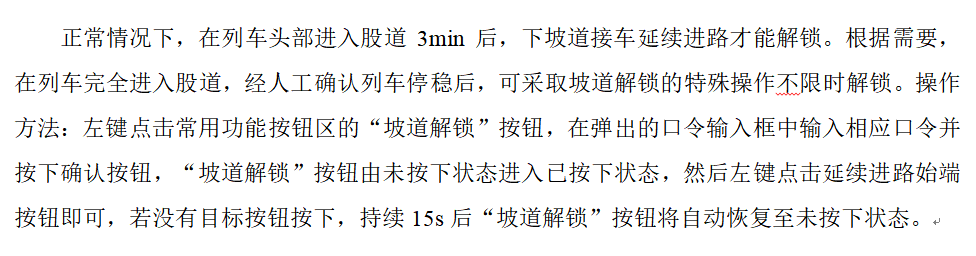 正常情况下，在列车头部进入股道 3min 后，下坡道接车延续进路才能解锁。根据需要，
在列车完全进入股道，经人工确认列车停稳后，可采取坡道解锁的特殊操作不限时解锁。操作
方法：左键点击常用功能按钮区的“坡道解锁”按钮，在弹出的口令输入框中输入相应口令并
按下确认按钮，“坡道解锁”按钮由未按下状态进入已按下状态，然后左键点击延续进路始端
按钮即可，若没有目标按钮按下，持续 15s 后“坡道解锁”按钮将自动恢复至未按下状态。